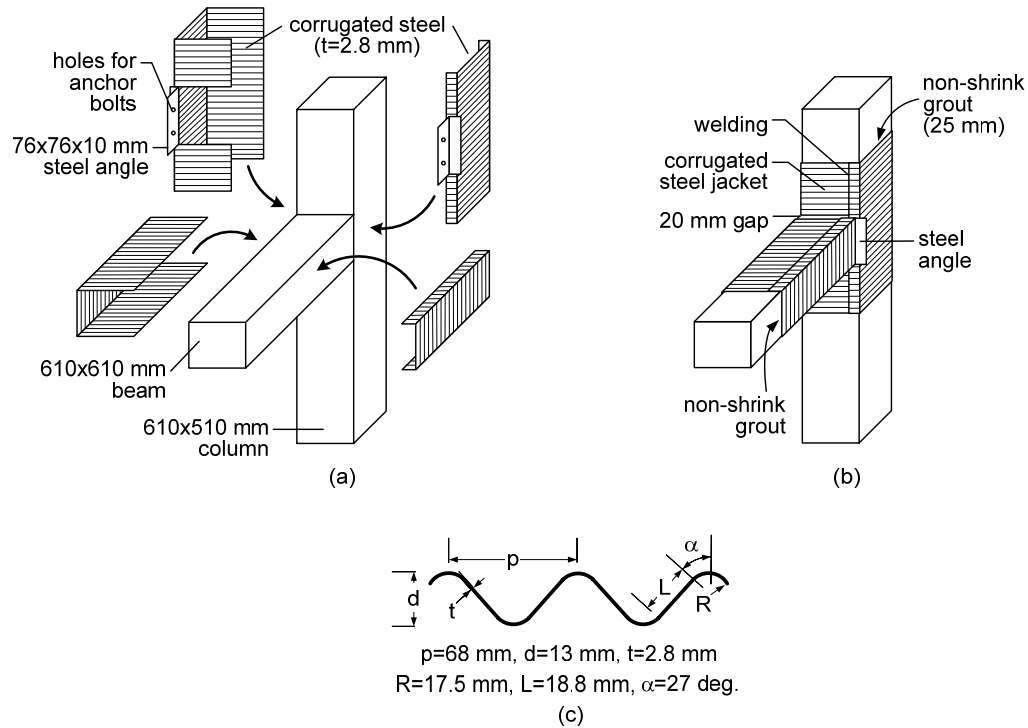 corrugated steel
(t=2.8 mm)
holes for
anchor
bolts
76x76x10 mm
steel angle
610x610 mm
beam
610x510 mm
column
(a)
non-shrink
grout
(25 mm)
welding
corrugated
steel jacket
20 mm gap
steel
angle
non-shrink
grout
(b)
p
α
d
t
L
R
p=68 mm, d=13 mm, t=2.8 mm
R=17.5 mm, L=18.8 mm, α=27 deg.
(c)